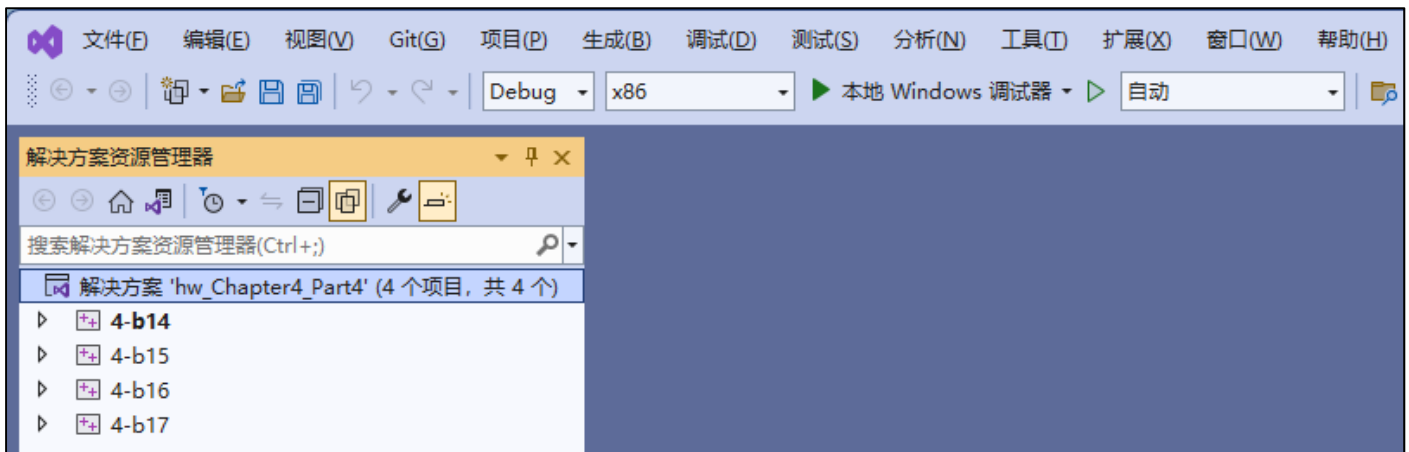 文件(F) 编辑(E) 视图(V) Git(G) 项目(P) 生成(B) 调试(D) 测试(S) 分析(N) 工具(T) 扩展(X) 窗口(W) 帮助(H)
Debug x86 本地 Windows 调试器 自动
解决方案资源管理器
搜索解决方案资源管理器(Ctrl+;)
解决方案 'hw_Chapter4_Part4' (4 个项目，共 4 个)
4-b14
4-b15
4-b16
4-b17